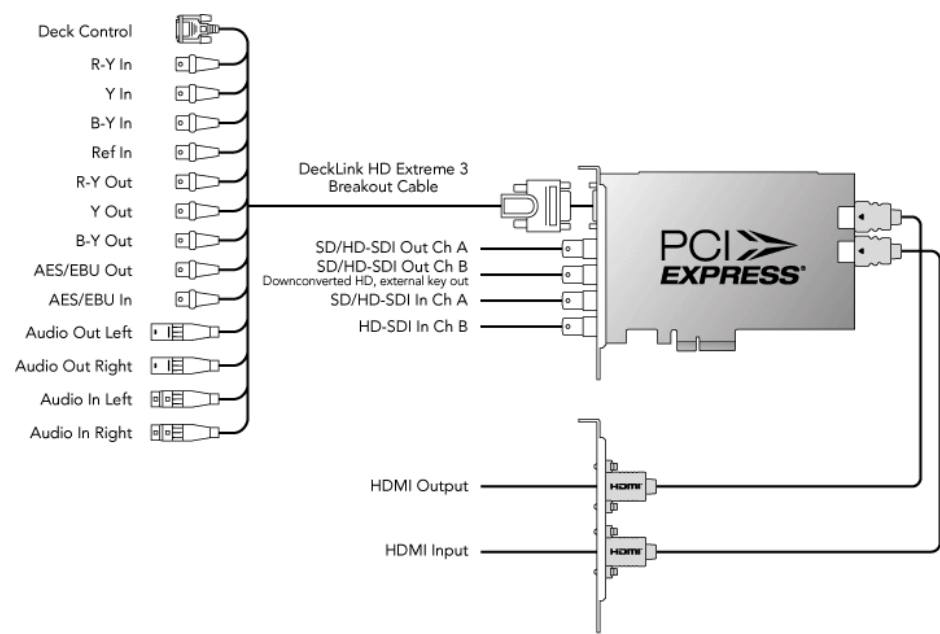 Deck Control
R-Y In
Y In
B-Y In
Ref In
R-Y Out
Y Out
B-Y Out
AES/EBU Out
AES/EBU In
Audio Out Left
Audio Out Right
Audio In Left
Audio In Right
DeckLink HD Extreme 3
Breakout Cable
SD/HD-SDI Out Ch A
SD/HD-SDI Out Ch B
Downconverted HD, external key out
SD/HD-SDI In Ch A
HD-SDI In Ch B
PCI
EXPRESS®
HDMI Output
HDMI
HDMI Input
HDMI